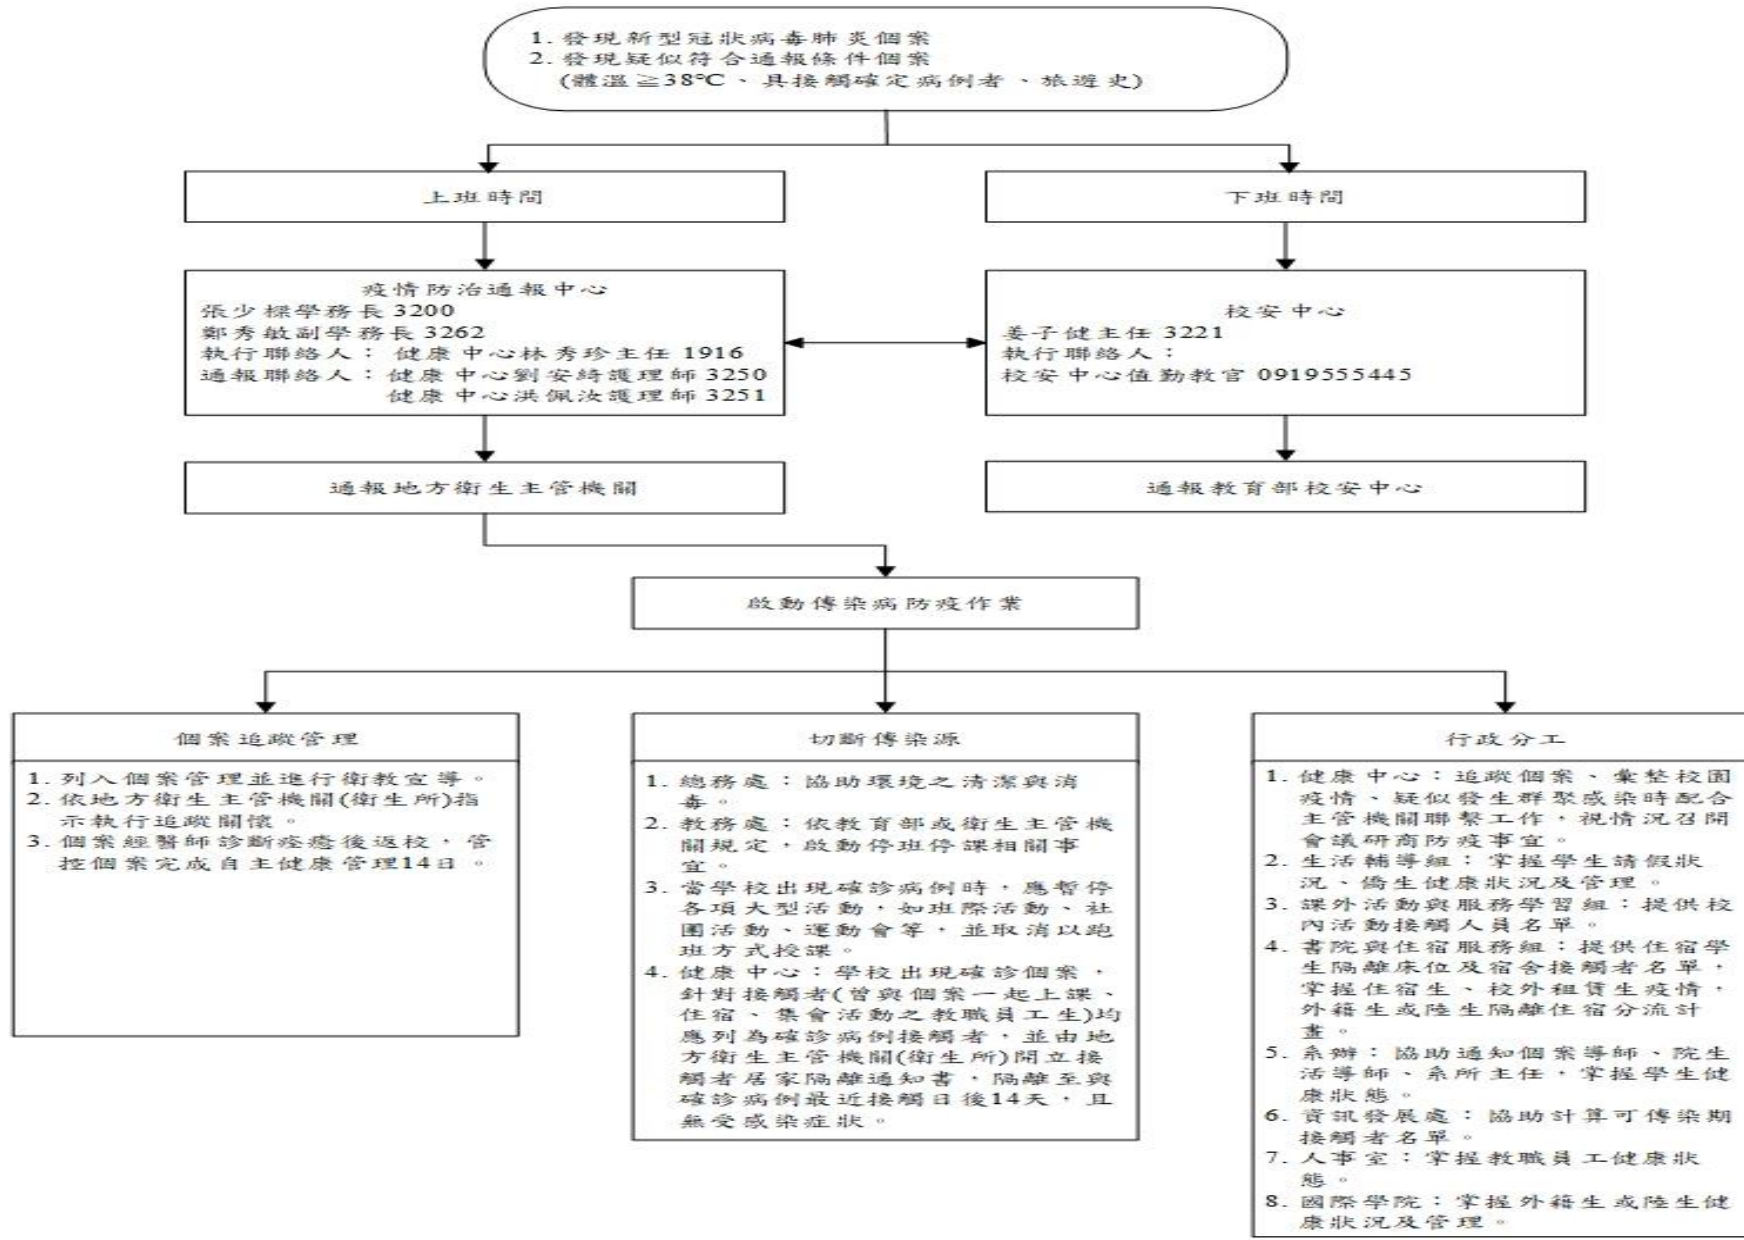 1. 發現新型冠狀病毒肺炎個案
2. 發現疑似符合通報條件個案
(體溫≧38℃、具接觸確定病例者、旅遊史)
上班時間
下班時間
疫情防治通報中心
張少樑學務長 3200
鄭秀敏副學務長 3262
執行聯絡人： 健康中心林秀珍主任 1916
通報聯絡人：健康中心劉安綺護理師 3250
健康中心洪佩汝護理師 3251
校安中心
姜子健主任 3221
執行聯絡人：
校安中心值勤教官 0919555445
通報地方衛生主管機關
通報教育部校安中心
啟動傳染病防疫作業
個案追蹤管理
1. 列入個案管理並進行衛教宣導。
2. 依地方衛生主管機關(衛生所)指
示執行追蹤關懷。
3. 個案經醫師診斷痊癒後返校，管
控個案完成自主健康管理14日。
切斷傳染源
1. 總務處：協助環境之清潔與消
毒。
2. 教務處：依教育部或衛生主管機
關規定，啟動停班停課相關事
宜。
3. 當學校出現確診病例時，應暫停
各項大型活動，如班際活動、社
團活動、運動會等，並取消以跑
班方式授課。
4. 健康中心：學校出現確診個案，
針對接觸者(曾與個案一起上課、
住宿、集會活動之教職員工生)均
應列為確診病例接觸者，並由地
方衛生主管機關(衛生所)開立接
觸者居家隔離通知書，隔離至與
確診病例最近接觸日後14天，且
無受感染症狀。
行政分工
1. 健康中心：追蹤個案、彙整校園
疫情、疑似發生群聚感染時配合
主管機關聯繫工作，視情況召開
會議研商防疫事宜。
2. 生活輔導組：掌握學生請假狀
況、僑生健康狀況及管理。
3. 課外活動與服務學習組：提供校
內活動接觸人員名單。
4. 書院與住宿服務組：提供住宿學
生隔離床位及宿舍接觸者名單，
掌握住宿生、校外租賃生疫情，
外籍生或陸生隔離住宿分流計
畫。
5. 系辦：協助通知個案導師、院生
活導師、系所主任，掌握學生健
康狀態。
6. 資訊發展處：協助計算可傳染期
接觸者名單。
7. 人事室：掌握教職員工健康狀
態。
8. 國際學院：掌握外籍生或陸生健
康狀況及管理。